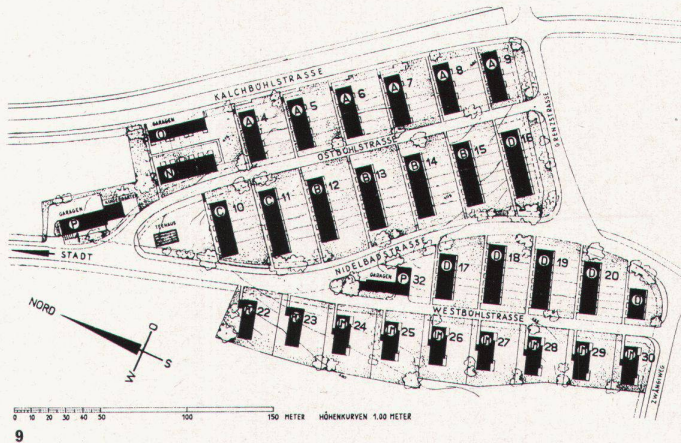 KALCHBÜHLSTRASSE
GARAGEN
O
N
A 4
A 5
A 6
A 7
A 8
A 9
GRENZSTRASSE
OSTBÜHLSTRASSE
GARAGEN
P
STADT
C 10
C 11
B 12
B 13
B 14
B 15
D 16
NIDELBADSTRASSE
GARAGEN
P 32
D 17
D 18
D 19
D 20
WESTBÜHLSTRASSE
22
23
24
25
26
27
28
29
30
ZWÄNGIWEG
NORD
O
S
W
0 10 20 30 40 50 100 150 METER HÖHENKURVEN 1.00 METER
9